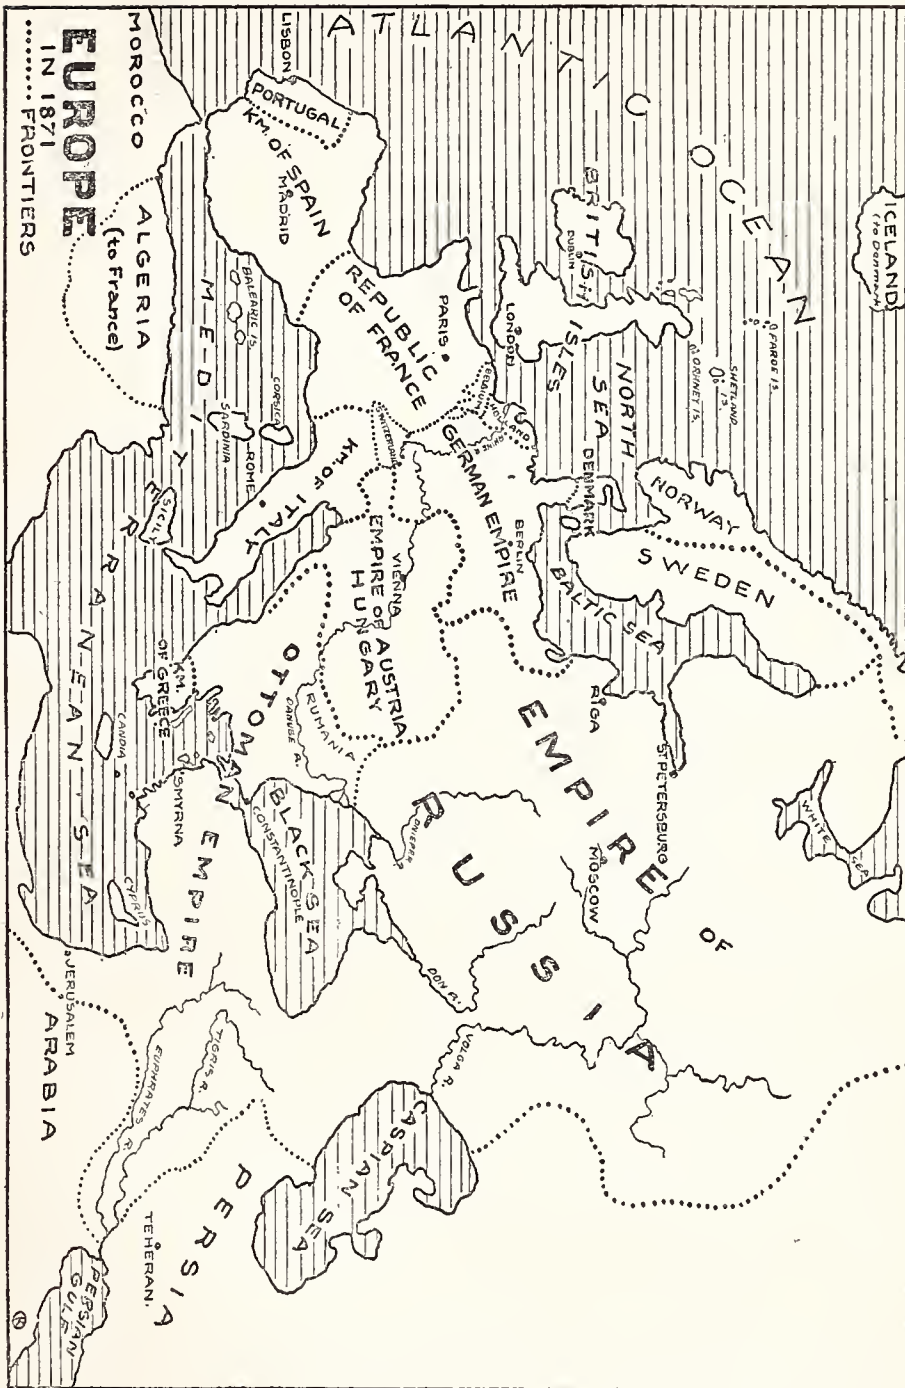 EUROPE
IN 1871
........ FRONTIERS
ATLANTIC OCEAN
ICELAND
(to Denmark)
FAROE IS.
SHETLAND
IS.
ORKNEY IS.
BRITISH
ISLES
DUBLIN
LONDON
NORTH
SEA
NORWAY
SWEDEN
DENMARK
BALTIC SEA
WHITE SEA
ST PETERSBURG
RIGA
MOSCOW
EMPIRE
OF
RUSSIA
HOLLAND
BELGIUM
RHINE
BERLIN
GERMAN EMPIRE
PARIS
REPUBLIC
OF FRANCE
SWITZERLAND
VIENNA
EMPIRE OF AUSTRIA
HUNGARY
LISBON
PORTUGAL
KM. OF SPAIN
MADRID
KM. OF ITALY
ROME
CORSICA
SARDINIA
BALEARIC IS.
SICILY
RUMANIA
DANUBE R.
DNIEPER
DON R.
VOLGA R.
BLACK SEA
CONSTANTINOPLE
CASPIAN SEA
OTTOMAN EMPIRE
KM.
OF GREECE
SMYRNA
CANDIA
CYPRUS
MEDITERRANEAN SEA
MOROCCO
ALGERIA
(to France)
JERUSALEM
ARABIA
TIGRIS R.
EUPHRATES R.
PERSIA
TEHERAN.
PERSIAN
GULF